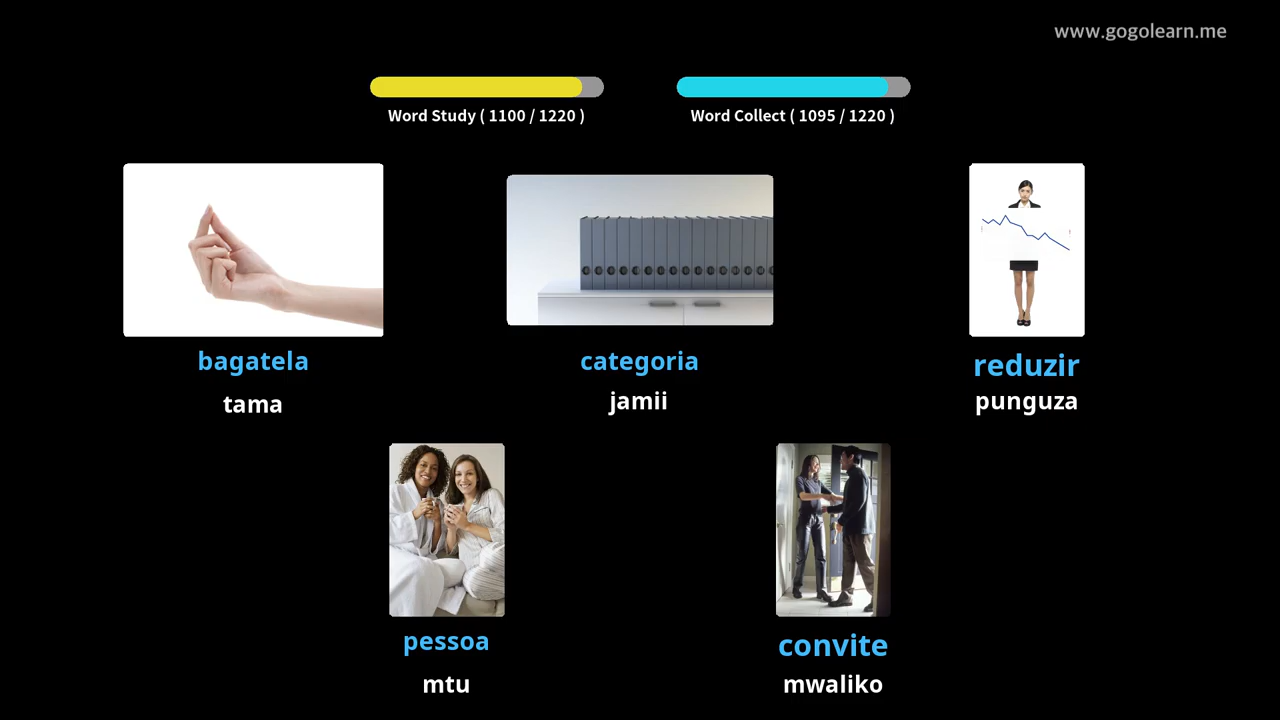 www.gogolearn.me
Word Study ( 1100 / 1220 )
Word Collect ( 1095 / 1220 )
bagatela
tama
categoria
jamii
reduzir
punguza
pessoa
mtu
convite
mwaliko